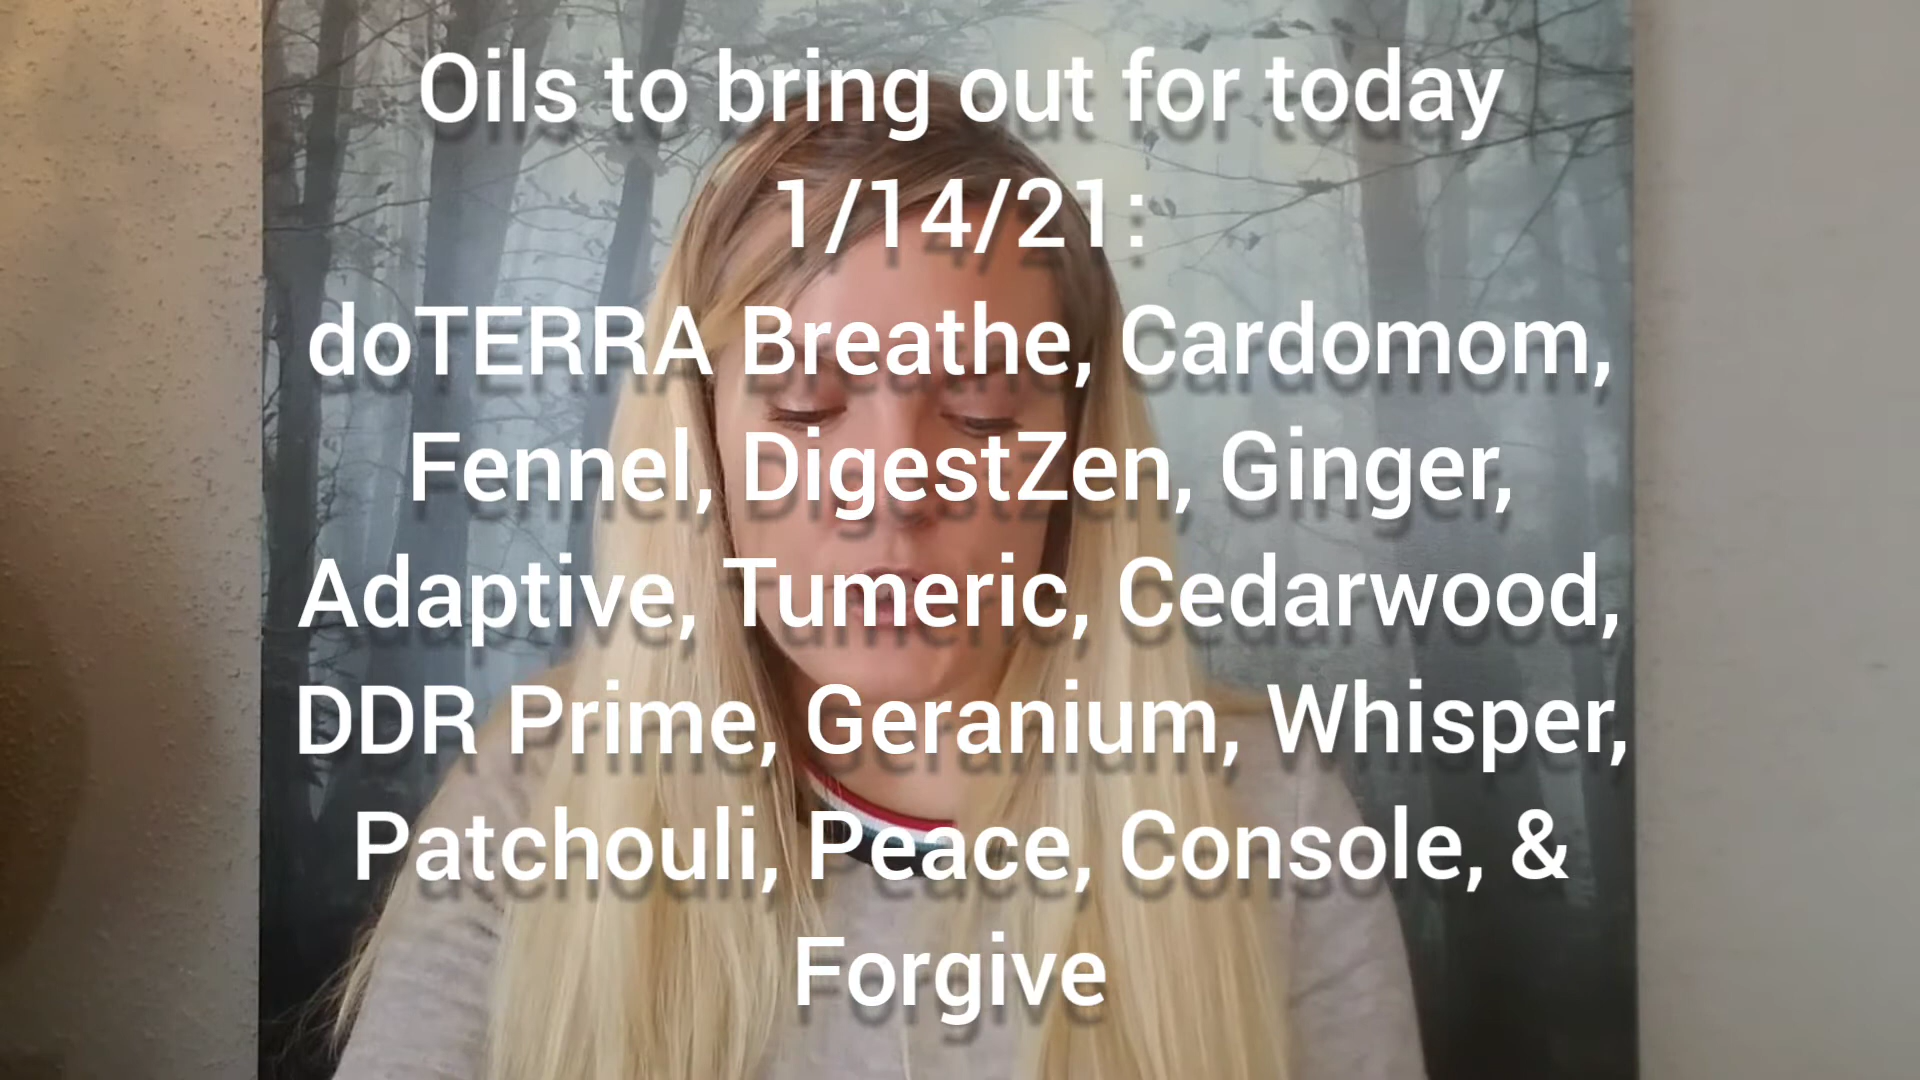 Oils to bring out for today
1/14/21:
doTERRA Breathe, Cardomom,
Fennel, DigestZen, Ginger,
Adaptive, Tumeric, Cedarwood,
DDR Prime, Geranium, Whisper,
Patchouli, Peace, Console, &
Forgive